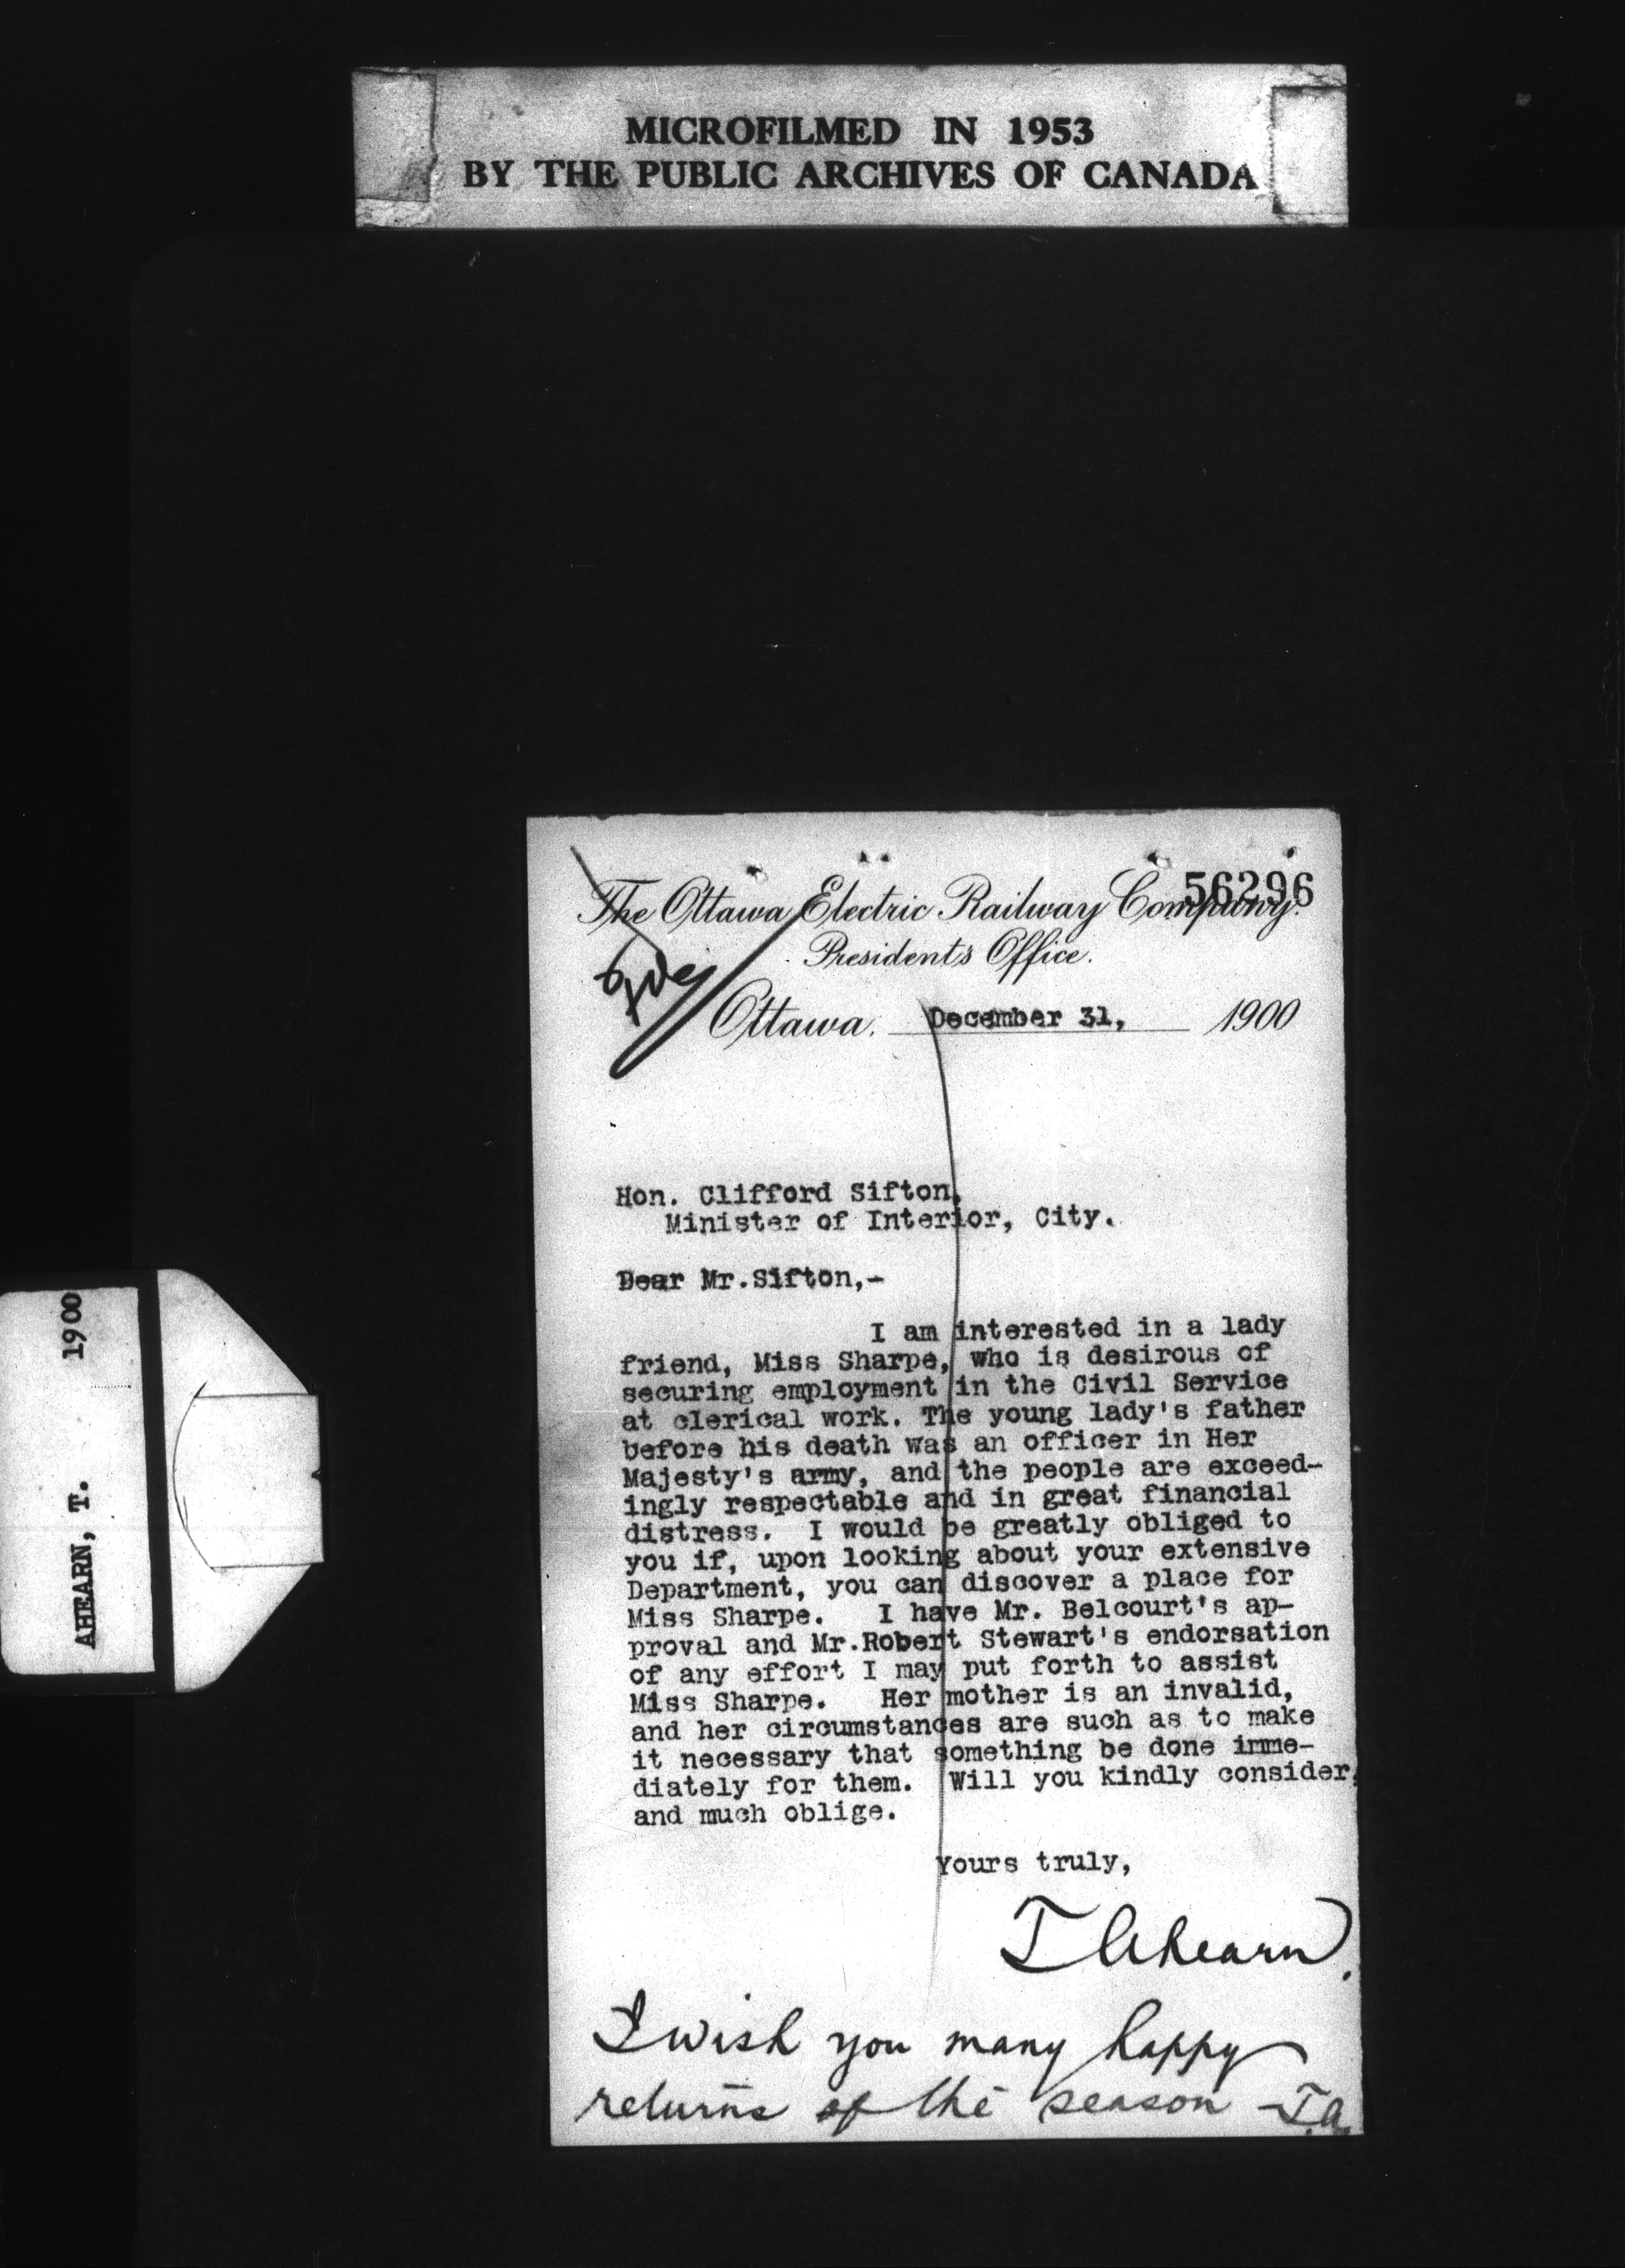 MICROFILMED IN 1953
BY THE PUBLIC ARCHIVES OF CANADA
AHEARN, T. 1900
56296
The Ottawa Electric Railway Company.
President's Office.
Ottawa. December 31, 1900
Hon. Clifford Sifton,
Minister of Interior, City.
Dear Mr.Sifton,-
I am interested in a lady
friend, Miss Sharpe, who is desirous of
securing employment in the Civil Service
at clerical work. The young lady's father
before his death was an officer in Her
Majesty's army, and the people are exceed-
ingly respectable and in great financial
distress. I would be greatly obliged to
you if, upon looking about your extensive
Department, you can discover a place for
Miss Sharpe. I have Mr. Belcourt's ap-
proval and Mr.Robert Stewart's endorsation
of any effort I may put forth to assist
Miss Sharpe. Her mother is an invalid,
and her circumstances are such as to make
it necessary that something be done imme-
diately for them. Will you kindly consider,
and much oblige.
Yours truly,
T Ahearn.
I wish you many happy
returns of the season - T.a.